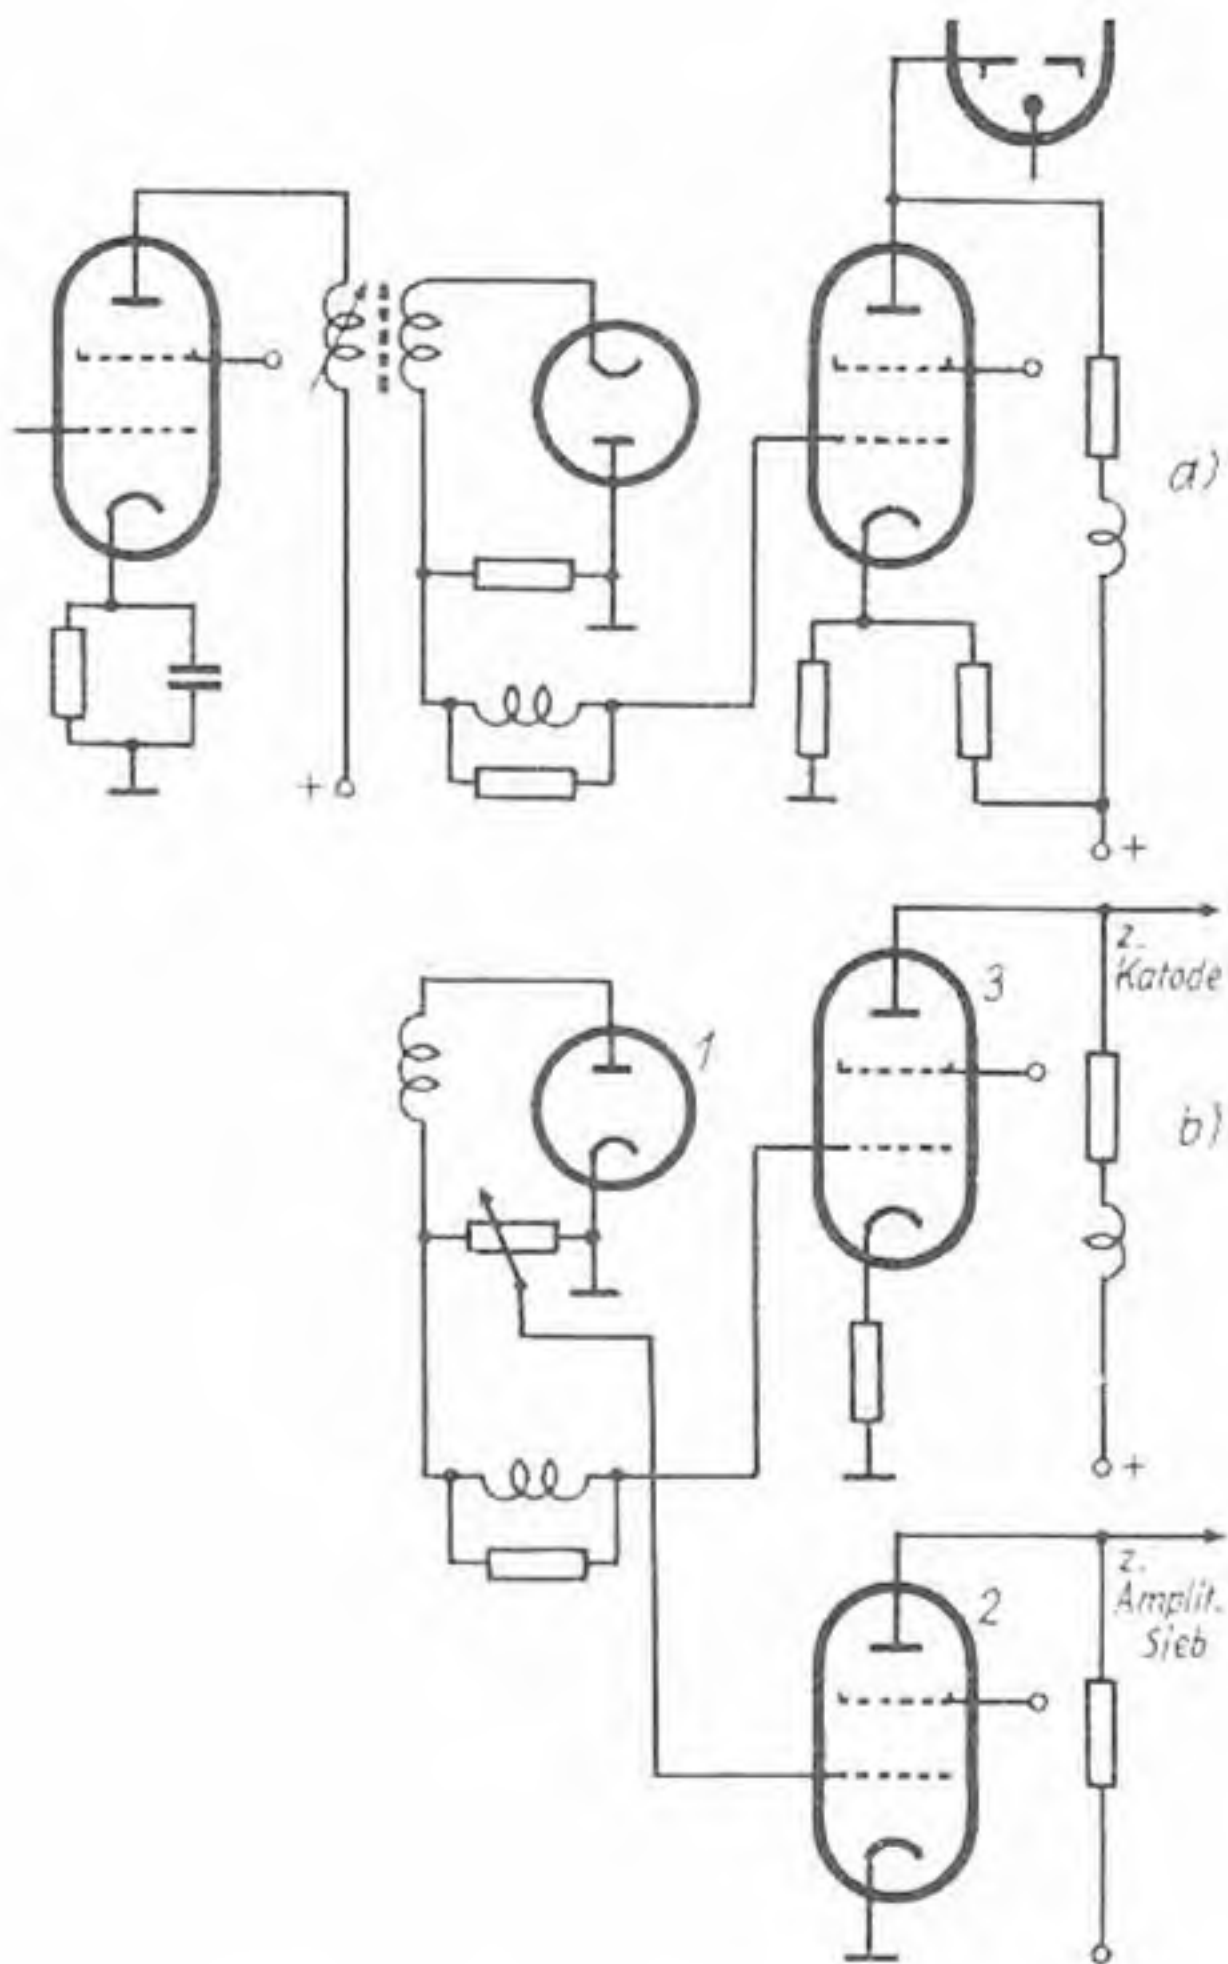 a)
+
+
z.
Katode
3
1
b)
+
z.
Amplit.
Sieb
2